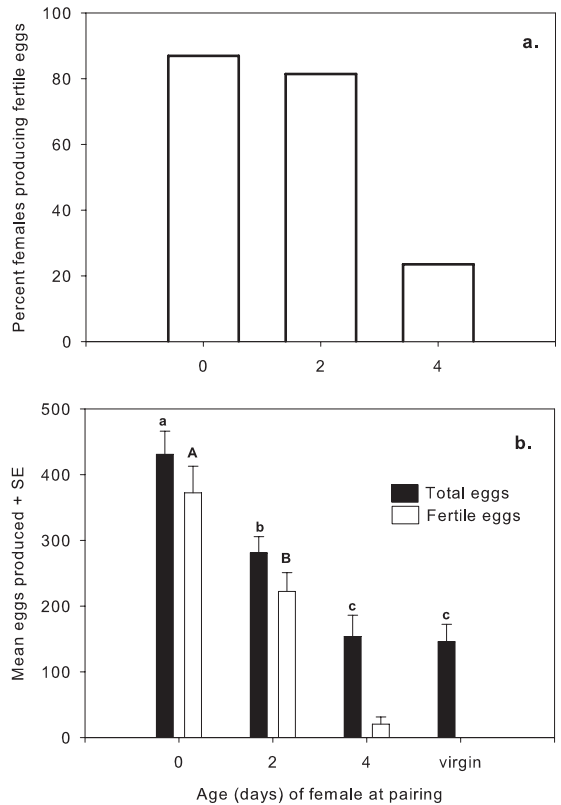 Percent females producing fertile eggs
100
80
60
40
20
0
a.
0 2 4
Mean eggs produced + SE
500
400
300
200
100
0
b.
Total eggs
Fertile eggs
a
A
b
B
c
c
0 2 4 virgin
Age (days) of female at pairing